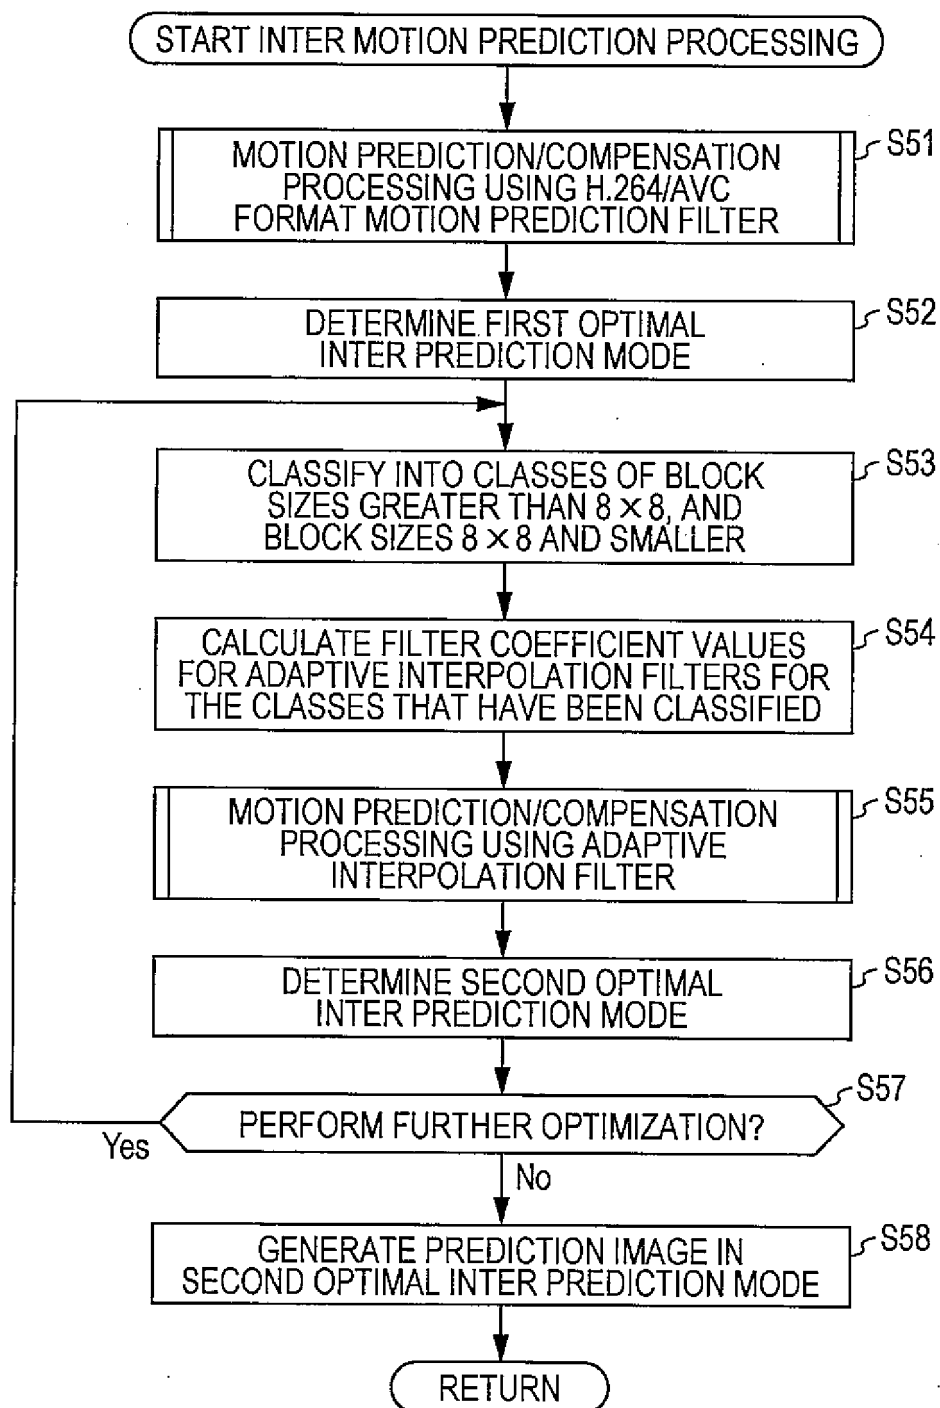 START INTER MOTION PREDICTION PROCESSING
S51
MOTION PREDICTION/COMPENSATION
PROCESSING USING H.264/AVC
FORMAT MOTION PREDICTION FILTER
S52
DETERMINE FIRST OPTIMAL
INTER PREDICTION MODE
S53
CLASSIFY INTO CLASSES OF BLOCK
SIZES GREATER THAN 8 × 8, AND
BLOCK SIZES 8 × 8 AND SMALLER
S54
CALCULATE FILTER COEFFICIENT VALUES
FOR ADAPTIVE INTERPOLATION FILTERS FOR
THE CLASSES THAT HAVE BEEN CLASSIFIED
S55
MOTION PREDICTION/COMPENSATION
PROCESSING USING ADAPTIVE
INTERPOLATION FILTER
S56
DETERMINE SECOND OPTIMAL
INTER PREDICTION MODE
S57
PERFORM FURTHER OPTIMIZATION?
Yes
No
S58
GENERATE PREDICTION IMAGE IN
SECOND OPTIMAL INTER PREDICTION MODE
RETURN